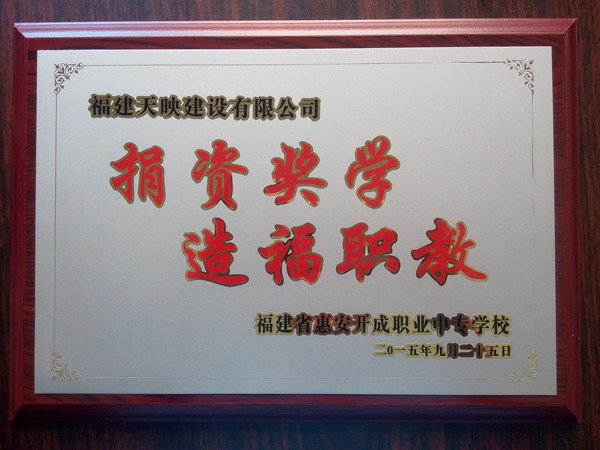 福建天映建设有限公司
捐资奖学
造福职教
福建省惠安开成职业中专学校
二0一五年九月二十五日